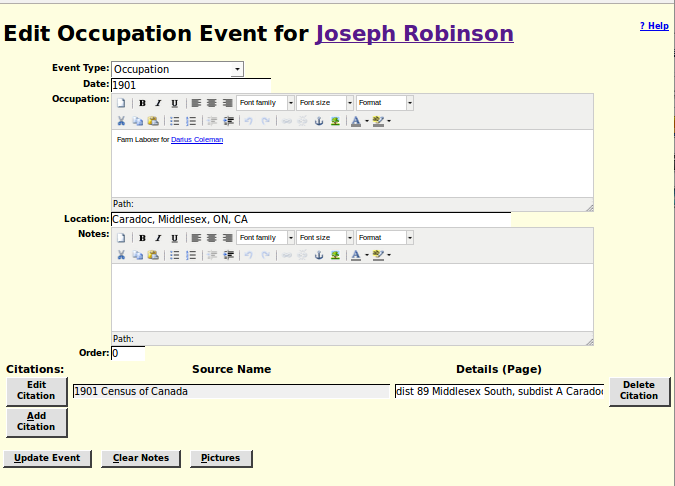 Edit Occupation Event for Joseph Robinson
? Help
Event Type: Occupation
Date: 1901
Occupation:
B I U Font family Font size Format
A
Farm Laborer for Darius Coleman
Path:
Location: Caradoc, Middlesex, ON, CA
Notes:
B I U Font family Font size Format
A
Path:
Order: 0
Citations: Source Name Details (Page)
Edit Citation 1901 Census of Canada dist 89 Middlesex South, subdist A Caradoc Delete Citation
Add Citation
Update Event Clear Notes Pictures